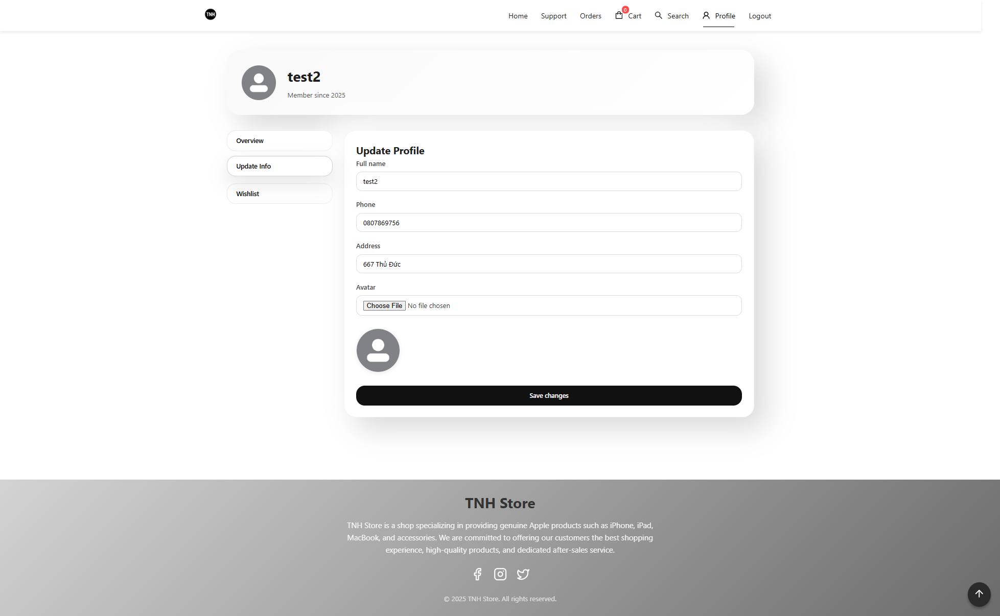 TNH
Home
Support
Orders
0
Cart
Search
Profile
Logout
test2
Member since 2025
Overview
Update Info
Wishlist
Update Profile
Full name
test2
Phone
0807869756
Address
667 Thủ Đức
Avatar
Choose File No file chosen
Save changes
TNH Store
TNH Store is a shop specializing in providing genuine Apple products such as iPhone, iPad,
MacBook, and accessories. We are committed to offering our customers the best shopping
experience, high-quality products, and dedicated after-sales service.
© 2025 TNH Store. All rights reserved.